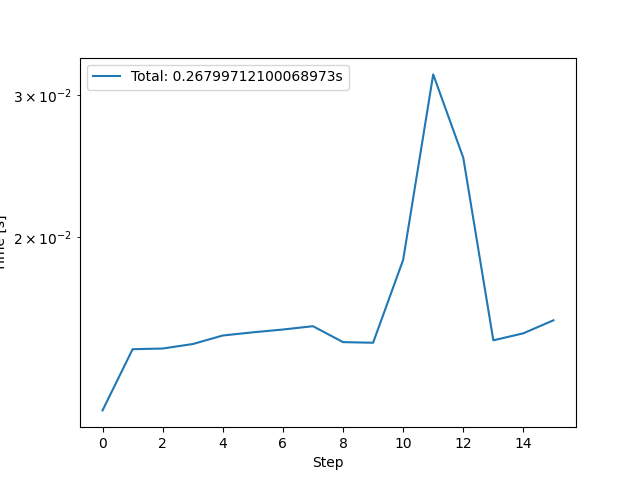 Total: 0.26799712100068973s
3 × 10⁻²
2 × 10⁻²
[s]
0 2 4 6 8 10 12 14
Step